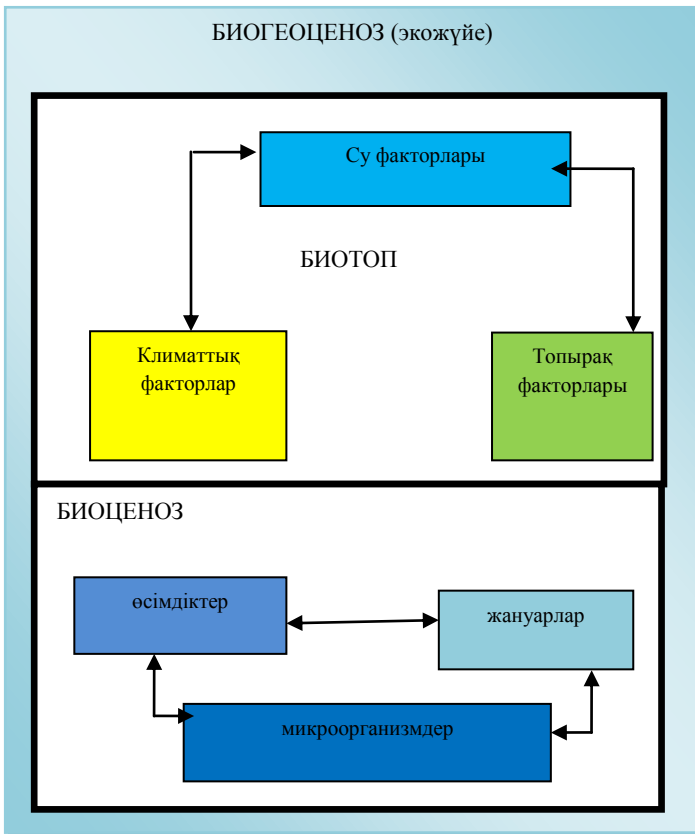 БИОГЕОЦЕНОЗ (экожүйе)
Су факторлары
БИОТОП
Климаттық
факторлар
Топырақ
факторлары
БИОЦЕНОЗ
өсімдіктер
жануарлар
микроорганизмдер